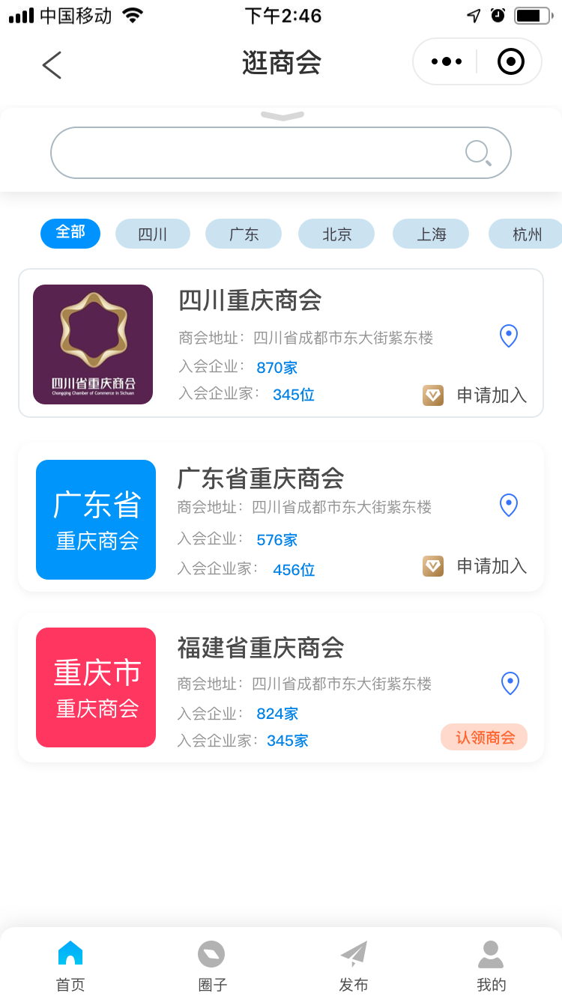 中国移动
下午2:46
逛商会
全部
四川
广东
北京
上海
杭州
四川省重庆商会
Chongqing Chamber of Commerce In Sichuan
四川重庆商会
商会地址：四川省成都市东大街紫东楼
入会企业：870家
入会企业家：345位
申请加入
广东省
重庆商会
广东省重庆商会
商会地址：四川省成都市东大街紫东楼
入会企业：576家
入会企业家：456位
申请加入
重庆市
重庆商会
福建省重庆商会
商会地址：四川省成都市东大街紫东楼
入会企业：824家
入会企业家：345家
认领商会
首页
圈子
发布
我的